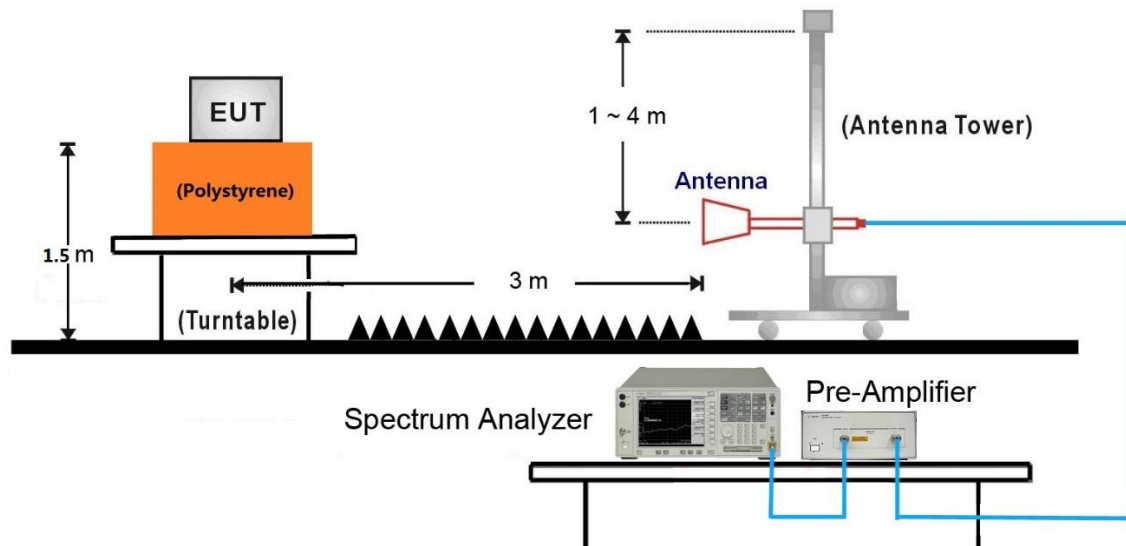 EUT
(Polystyrene)
1.5 m
(Turntable)
3 m
1 ~ 4 m
Antenna
(Antenna Tower)
Spectrum Analyzer
Pre-Amplifier